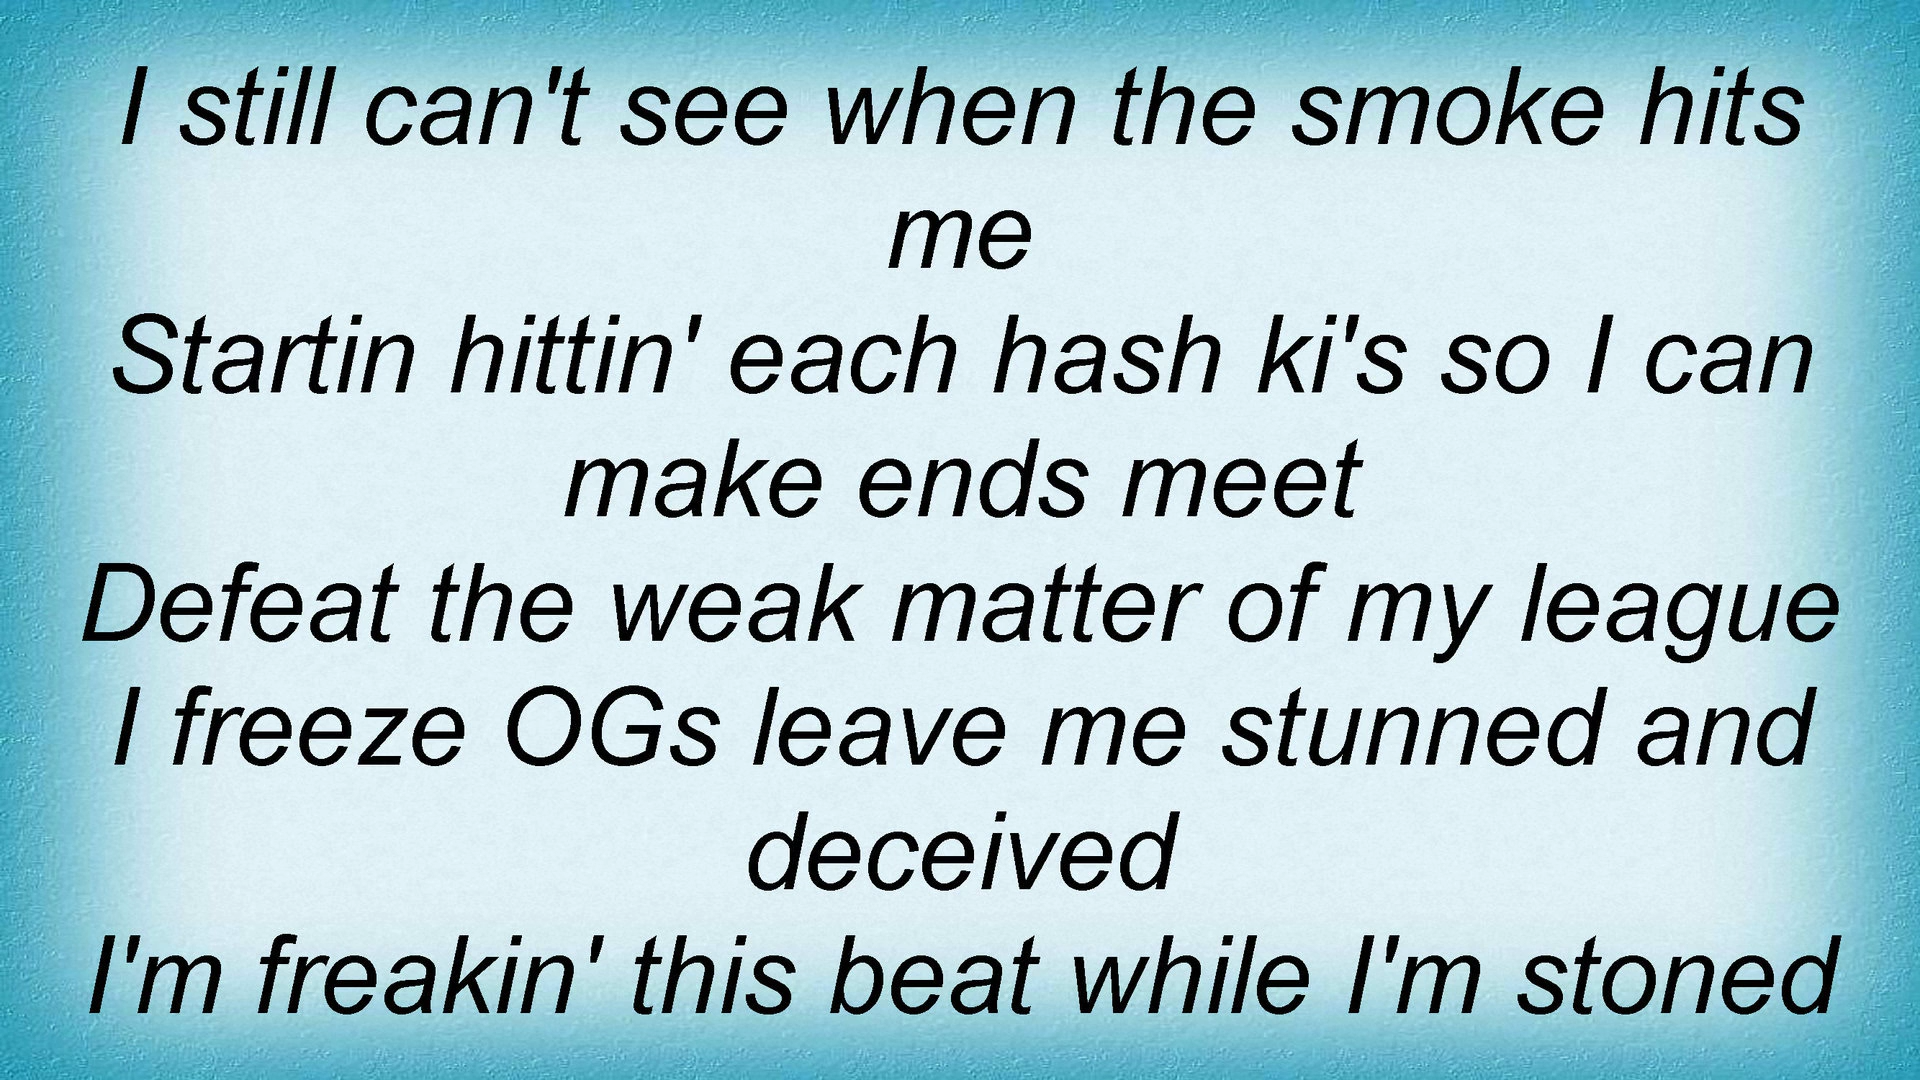 I still can't see when the smoke hits
me
Startin hittin' each hash ki's so I can
make ends meet
Defeat the weak matter of my league
I freeze OGs leave me stunned and
deceived
I'm freakin' this beat while I'm stoned